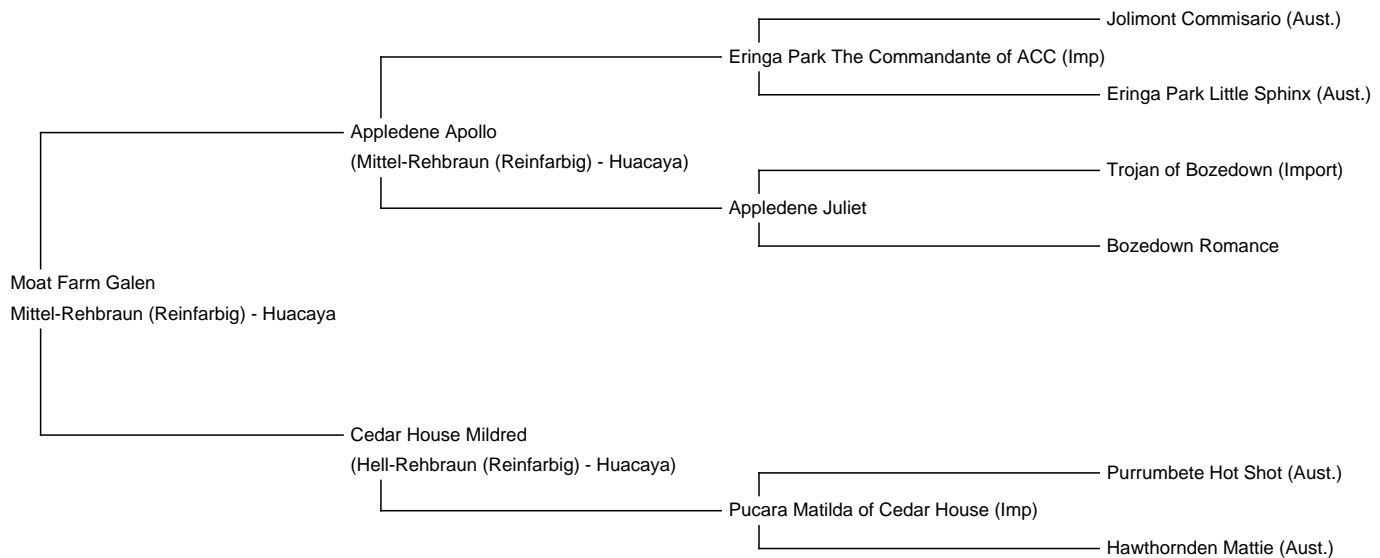 Jolimont Commisario (Aust.)
Eringa Park The Commandante of ACC (Imp)
Eringa Park Little Sphinx (Aust.)
Appledene Apollo
(Mittel-Rehbraun (Reinfarbig) - Huacaya)
Trojan of Bozedown (Import)
Appledene Juliet
Bozedown Romance
Moat Farm Galen
Mittel-Rehbraun (Reinfarbig) - Huacaya
Cedar House Mildred
(Hell-Rehbraun (Reinfarbig) - Huacaya)
Purrumbete Hot Shot (Aust.)
Pucara Matilda of Cedar House (Imp)
Hawthornden Mattie (Aust.)